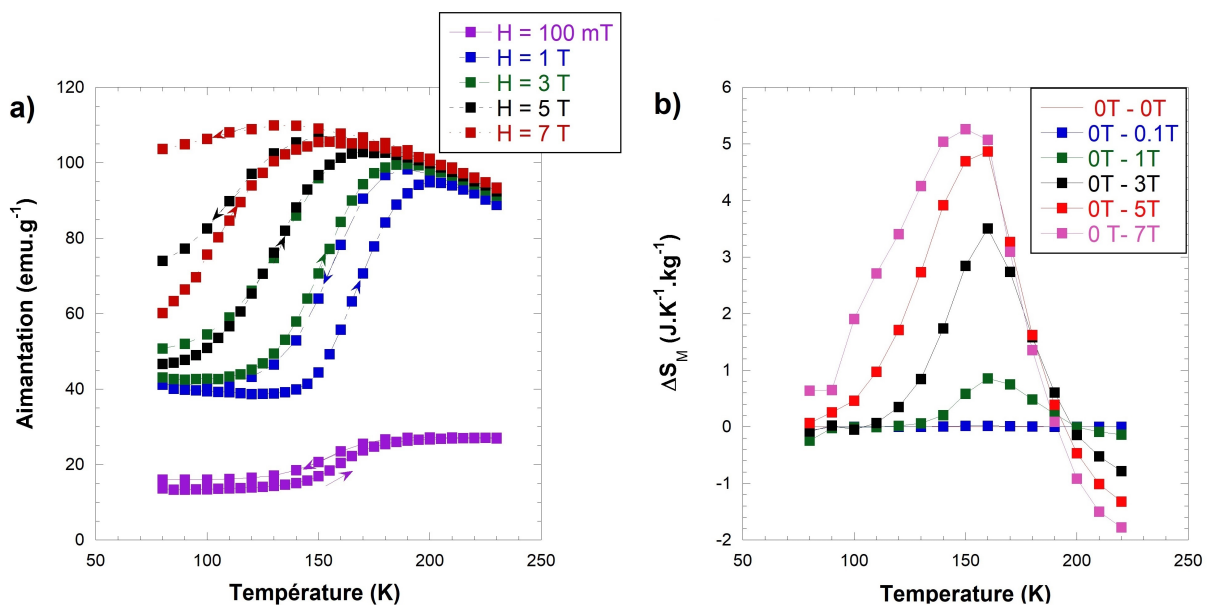 a)
H = 100 mT
H = 1 T
H = 3 T
H = 5 T
H = 7 T
120
100
80
60
40
20
0
Aimantation (emu.g-1)
50 100 150 200 250
Température (K)
b)
0T - 0T
0T - 0.1T
0T - 1T
0T - 3T
0T - 5T
0 T- 7T
6
5
4
3
2
1
0
-1
-2
ΔSM (J.K-1.kg-1)
50 100 150 200 250
Temperature (K)